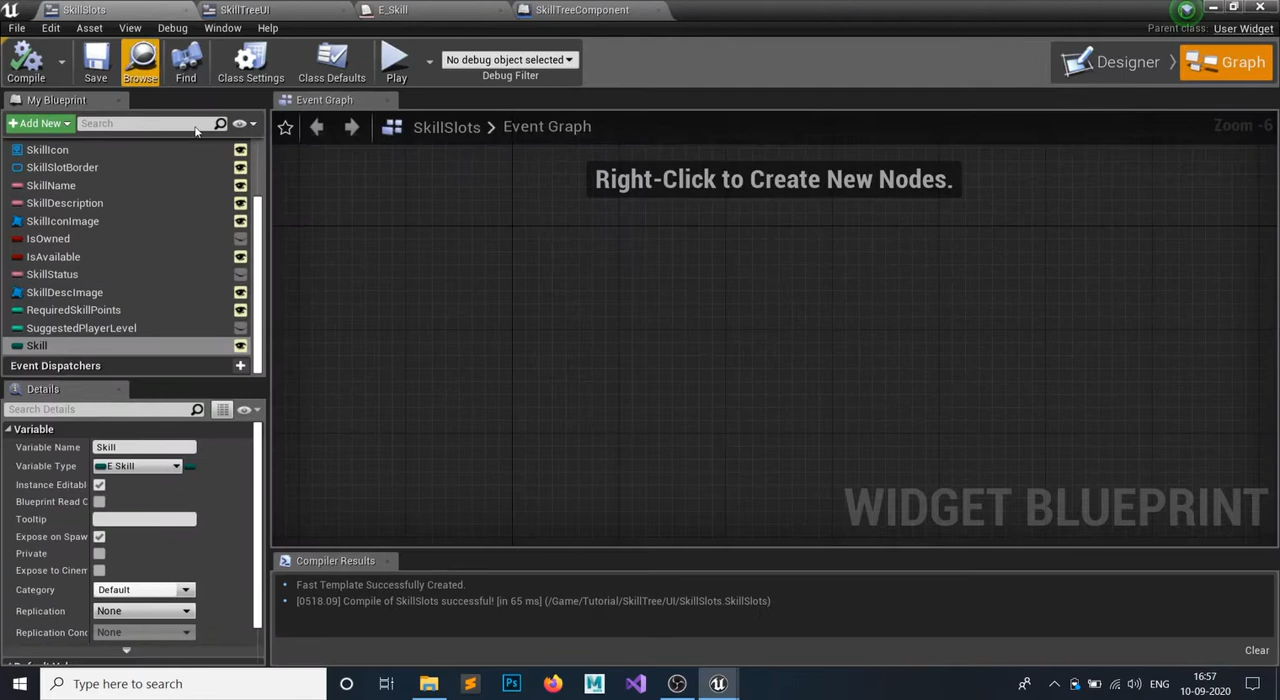 SkillSlots
SkillTreeUI
E_Skill
SkillTreeComponent
File Edit Asset View Debug Window Help
Parent class: User Widget
Compile
Save
Browse
Find
Class Settings
Class Defaults
Play
No debug object selected
Debug Filter
Designer
Graph
My Blueprint
Event Graph
Add New
Search
SkillSlots > Event Graph
Zoom -6
SkillIcon
SkillSlotBorder
SkillName
SkillDescription
SkillIconImage
IsOwned
IsAvailable
SkillStatus
SkillDescImage
RequiredSkillPoints
SuggestedPlayerLevel
Skill
Event Dispatchers
Right-Click to Create New Nodes.
WIDGET BLUEPRINT
Details
Search Details
Variable
Variable Name Skill
Variable Type E Skill
Instance Editabl
Blueprint Read C
Tooltip
Expose on Spaw
Private
Expose to Cinem
Category Default
Replication None
Replication Cond None
Compiler Results
Fast Template Successfully Created.
[0518.09] Compile of SkillSlots successful! [in 65 ms] (/Game/Tutorial/SkillTree/UI/SkillSlots.SkillSlots)
Clear
Type here to search
Ps
ENG
16:57
10-09-2020